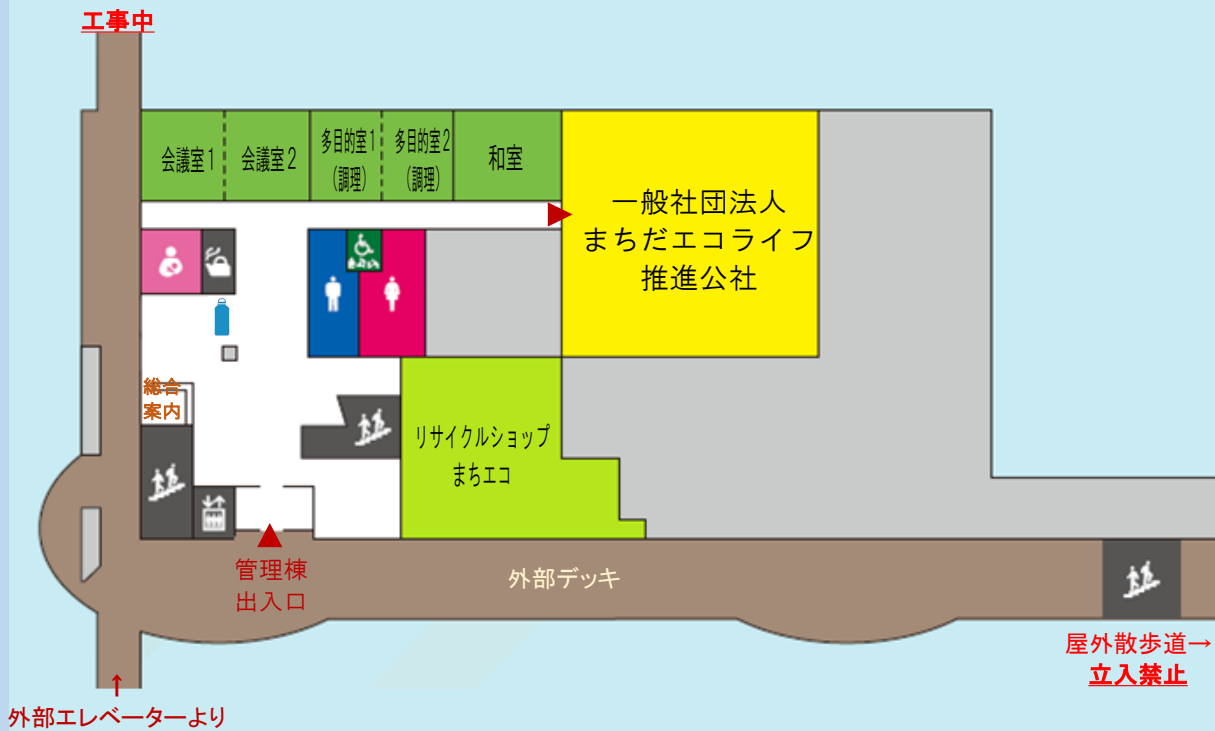 工事中
会議室1
会議室2
多目的室1
(調理)
多目的室2
(調理)
和室
一般社団法人
まちだエコライフ
推進公社
総合
案内
リサイクルショップ
まちエコ
管理棟
出入口
外部デッキ
屋外散歩道→
立入禁止
↑
外部エレベーターより